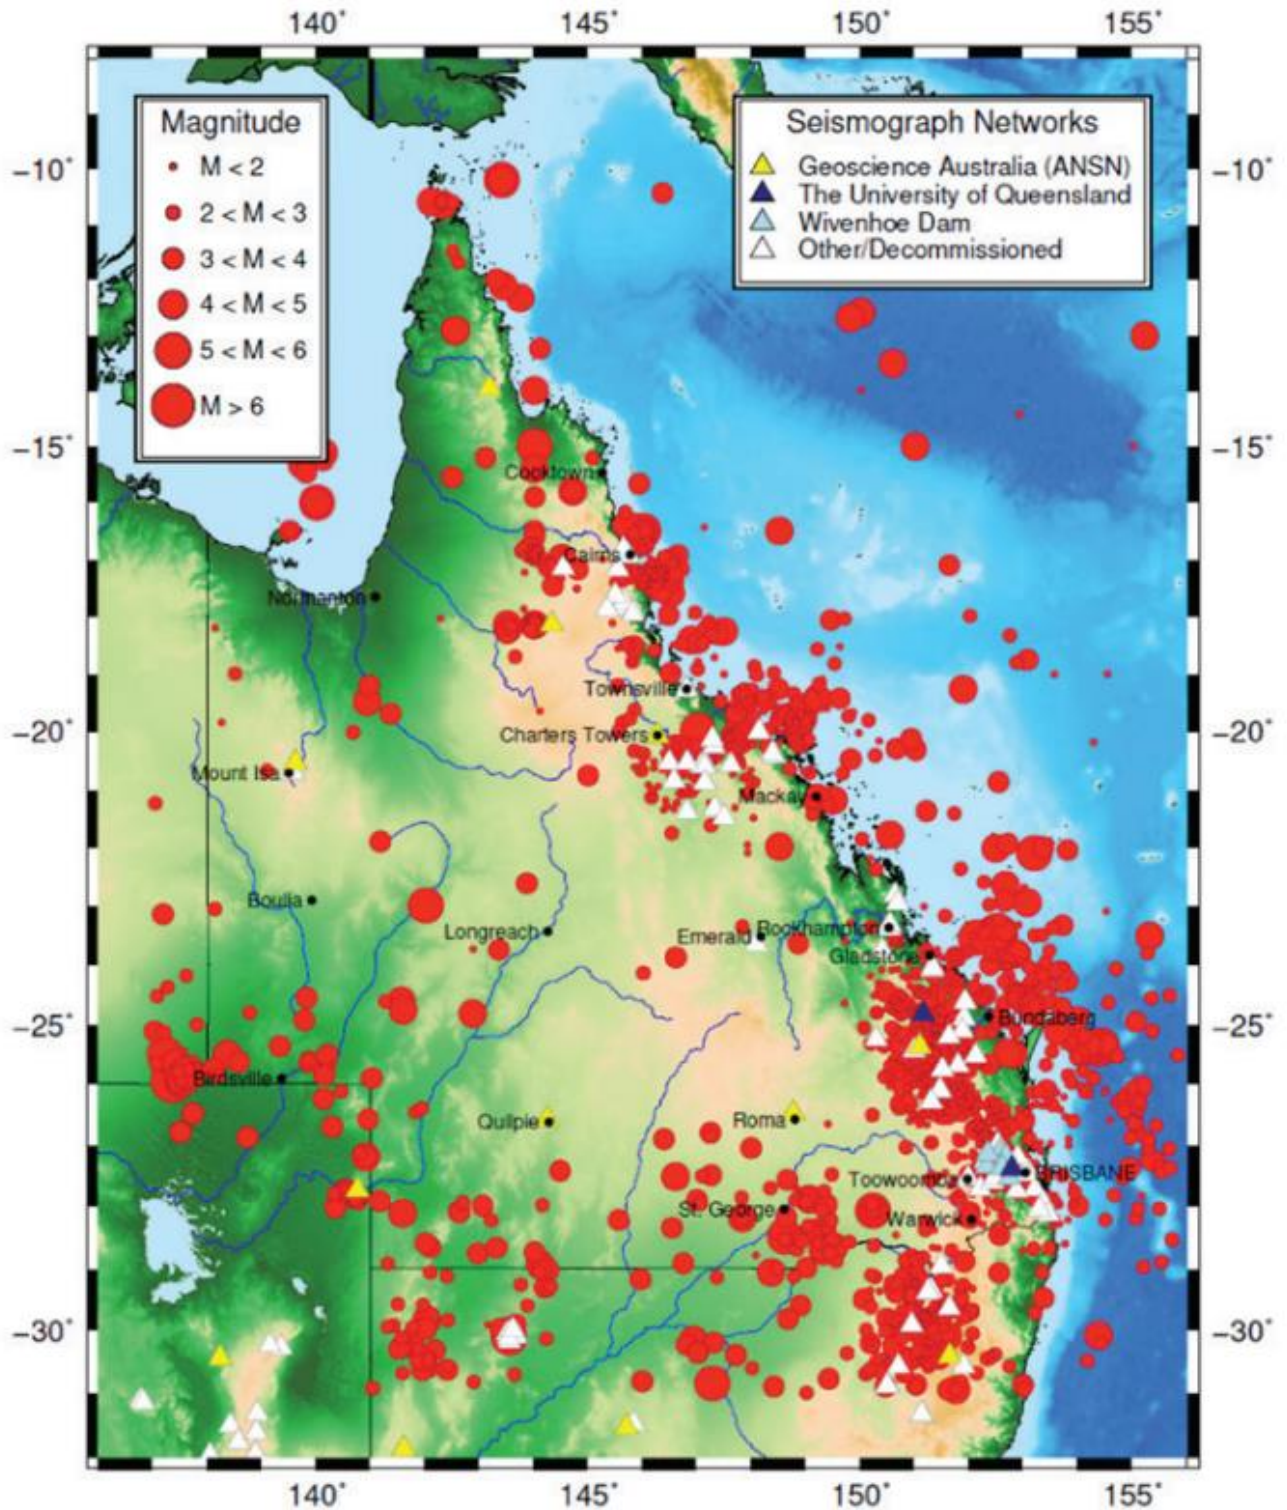 140° 145° 150° 155°
Magnitude
M < 2
2 < M < 3
3 < M < 4
4 < M < 5
5 < M < 6
M > 6
Seismograph Networks
Geoscience Australia (ANSN)
The University of Queensland
Wivenhoe Dam
Other/Decommissioned
-10° -10°
-15° -15°
Cocktown
Cairns
Normanton
Townsville
Charters Towers
-20° -20°
Mount Isa
Mackay
Boulia
Longreach
Emerald
Rockhampton
Gladstone
-25° -25°
Bundaberg
Birdsville
Quilpie
Roma
Toowoomba
BRISBANE
St. George
Warwick
-30° -30°
140° 145° 150° 155°